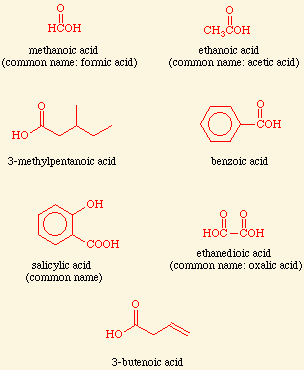 O O
HCOH CH3COH
methanoic acid ethanoic acid
(common name: formic acid) (common name: acetic acid)
O O
HO COH
3-methylpentanoic acid benzoic acid
OH
O O
COOH HOC COH
salicylic acid ethanedioic acid
(common name) (common name: oxalic acid)
O
HO
3-butenoic acid